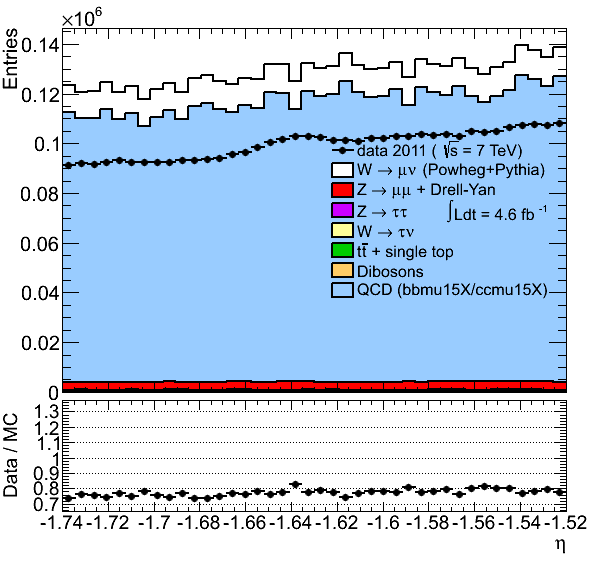 ×10⁶
Entries
0.14
0.12
0.1
0.08
0.06
0.04
0.02
0
data 2011 ( √s = 7 TeV)
W → μν (Powheg+Pythia)
Z → μμ + Drell-Yan
Z → ττ
∫Ldt = 4.6 fb⁻¹
W → τν
tt̄ + single top
Dibosons
QCD (bbmu15X/ccmu15X)
Data / MC
1.3
1.2
1.1
1
0.9
0.8
0.7
-1.74 -1.72 -1.7 -1.68 -1.66 -1.64 -1.62 -1.6 -1.58 -1.56 -1.54 -1.52
η